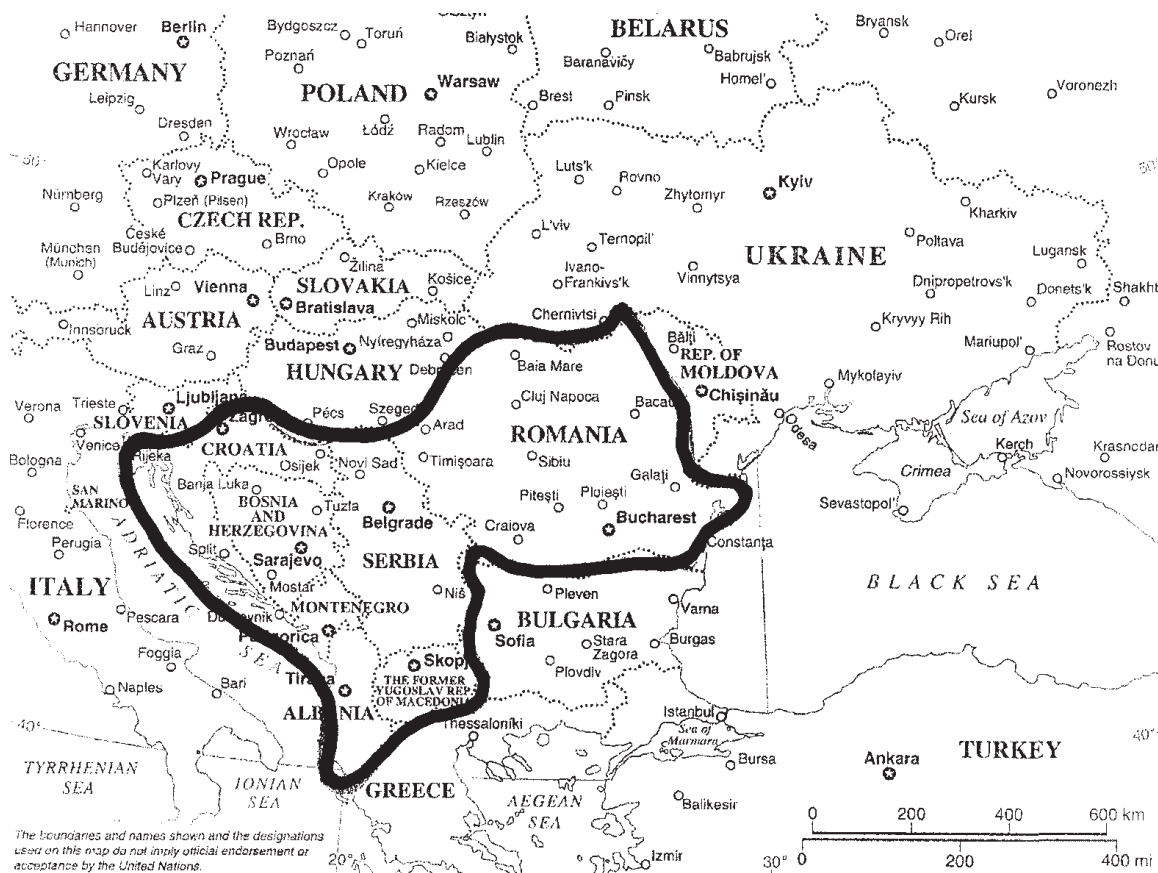 Hannover
Berlin
GERMANY
Leipzig
Dresden
Bydgoszcz
Toruń
Białystok
Poznań
POLAND
Warsaw
Łódź
Radom
Lublin
Wrocław
Opole
Kielce
Kraków
Rzeszów
BELARUS
Baranavičy
Babrujsk
Homel'
Brest
Pinsk
Bryansk
Orel
Voronezh
Kursk
50°
Karlovy
Vary
Prague
Plzeň (Pilsen)
CZECH REP.
České
Budějovice
Brno
Nürnberg
München
(Munich)
Luts'k
Rovno
Zhytomyr
Kyiv
Kharkiv
L'viv
Ternopil'
Poltava
Lugansk
Ivano-
Frankivs'k
Vinnytsya
UKRAINE
Dnipropetrovs'k
Donets'k
Shakht
Chernivtsi
Kryvyy Rih
Mariupol'
Rostov
na Donu
Žilina
SLOVAKIA
Košice
Bratislava
Linz
Vienna
AUSTRIA
Innsbruck
Graz
Miskolc
Budapest
Nyíregyháza
HUNGARY
Pécs
Szeged
Bălţi
REP. OF
MOLDOVA
Chişinău
Mykolayiv
Sea of Azov
Kerch
Krasnodar
Crimea
Novorossiysk
Sevastopol'
Baia Mare
Cluj Napoca
Bacau
Arad
ROMANIA
Timişoara
Sibiu
Galaţi
Piteşti
Ploieşti
Craiova
Bucharest
Constanţa
Verona
Trieste
Ljubljana
SLOVENIA
Venice
Rijeka
CROATIA
Osijek
Novi Sad
Bologna
SAN
MARINO
Banja Luka
BOSNIA
AND
HERZEGOVINA
Tuzla
Belgrade
SERBIA
Florence
Perugia
ADRIATIC SEA
Split
Sarajevo
Mostar
MONTENEGRO
Niš
ITALY
Rome
Pescara
Foggia
Naples
Bari
Pleven
BULGARIA
Varna
Sofia
Stara
Zagora
Burgas
Plovdiv
BLACK SEA
THE FORMER
YUGOSLAV REP.
OF MACEDONIA
ALBANIA
Thessaloníki
GREECE
Istanbul
Sea of
Marmara
Bursa
Balikesir
Izmir
Ankara
TURKEY
40°
40°
TYRRHENIAN
SEA
IONIAN
SEA
AEGEAN
SEA
20°
30°
0 200 400 600 km
0 200 400 mi
The boundaries and names shown and the designations
used on this map do not imply official endorsement or
acceptance by the United Nations.